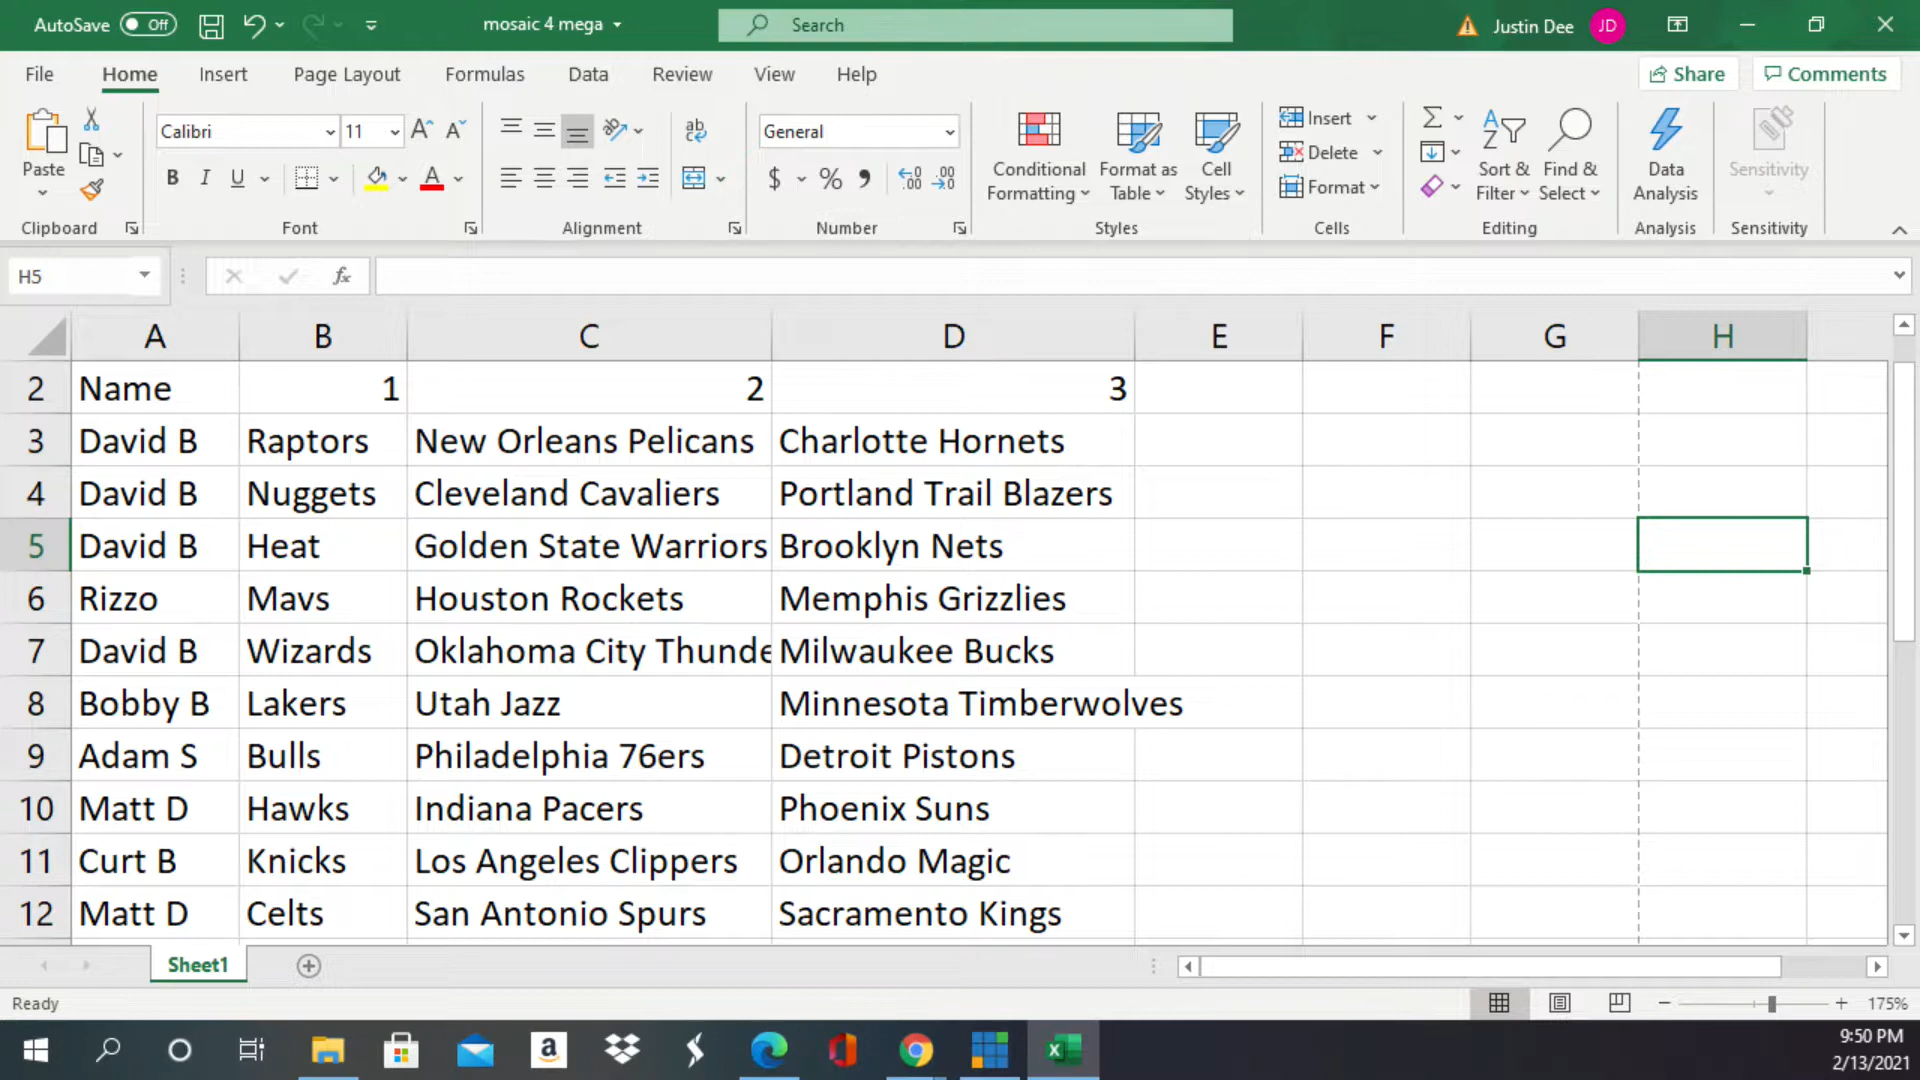 AutoSave Off mosaic 4 mega Search Justin Dee JD
File Home Insert Page Layout Formulas Data Review View Help Share Comments
Paste
Clipboard
Calibri 11
B I U
Font
ab
Alignment
General
$ % 9 .00
Number
Conditional Formatting
Format as Table
Cell Styles
Styles
Insert
Delete
Format
Cells
Sort & Filter
Find & Select
Editing
Data Analysis
Analysis
Sensitivity
Sensitivity
H5 fx
A B C D E F G H
2 Name 1 2 3
3 David B Raptors New Orleans Pelicans Charlotte Hornets
4 David B Nuggets Cleveland Cavaliers Portland Trail Blazers
5 David B Heat Golden State Warriors Brooklyn Nets
6 Rizzo Mavs Houston Rockets Memphis Grizzlies
7 David B Wizards Oklahoma City Thunde Milwaukee Bucks
8 Bobby B Lakers Utah Jazz Minnesota Timberwolves
9 Adam S Bulls Philadelphia 76ers Detroit Pistons
10 Matt D Hawks Indiana Pacers Phoenix Suns
11 Curt B Knicks Los Angeles Clippers Orlando Magic
12 Matt D Celts San Antonio Spurs Sacramento Kings
Sheet1
Ready 175%
9:50 PM
2/13/2021